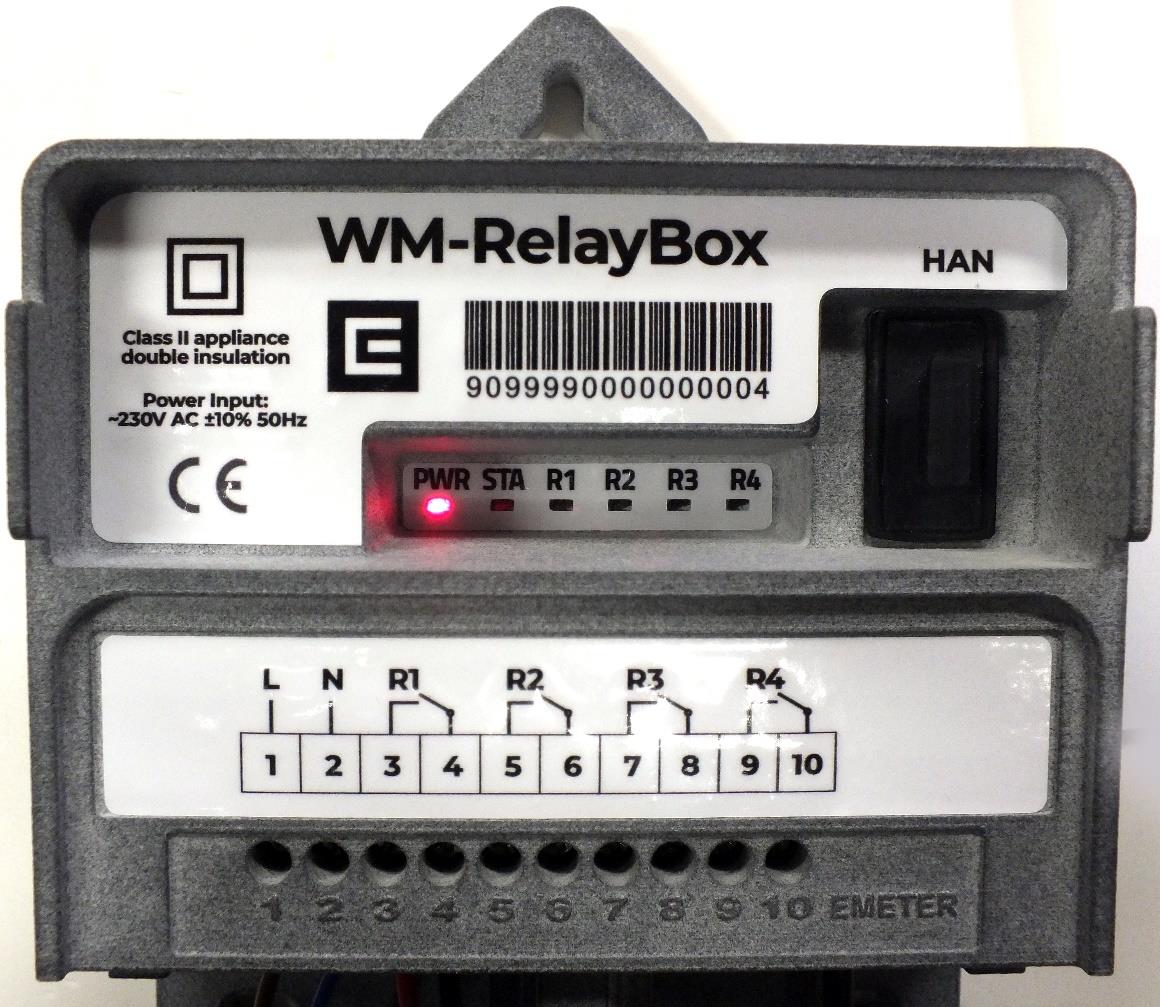 WM-RelayBox
HAN
Class II appliance
double insulation
9099990000000004
Power Input:
~230V AC ±10% 50Hz
CE
PWR STA R1 R2 R3 R4
L N R1 R2 R3 R4
1 2 3 4 5 6 7 8 9 10
1 2 3 4 5 6 7 8 9 10 EMETER